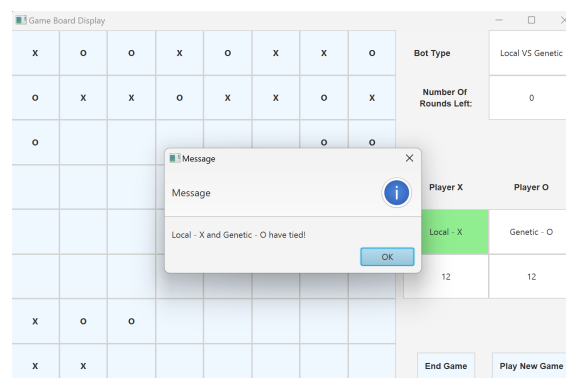 Game Board Display
X O O X O X X O Bot Type Local VS Genetic
O X X O X X O X Number Of
Rounds Left: 0
O O O
Message
Message
Player X Player O
Local - X and Genetic - O have tied!
Local - X Genetic - O
OK
12 12
X O O
X X End Game Play New Game